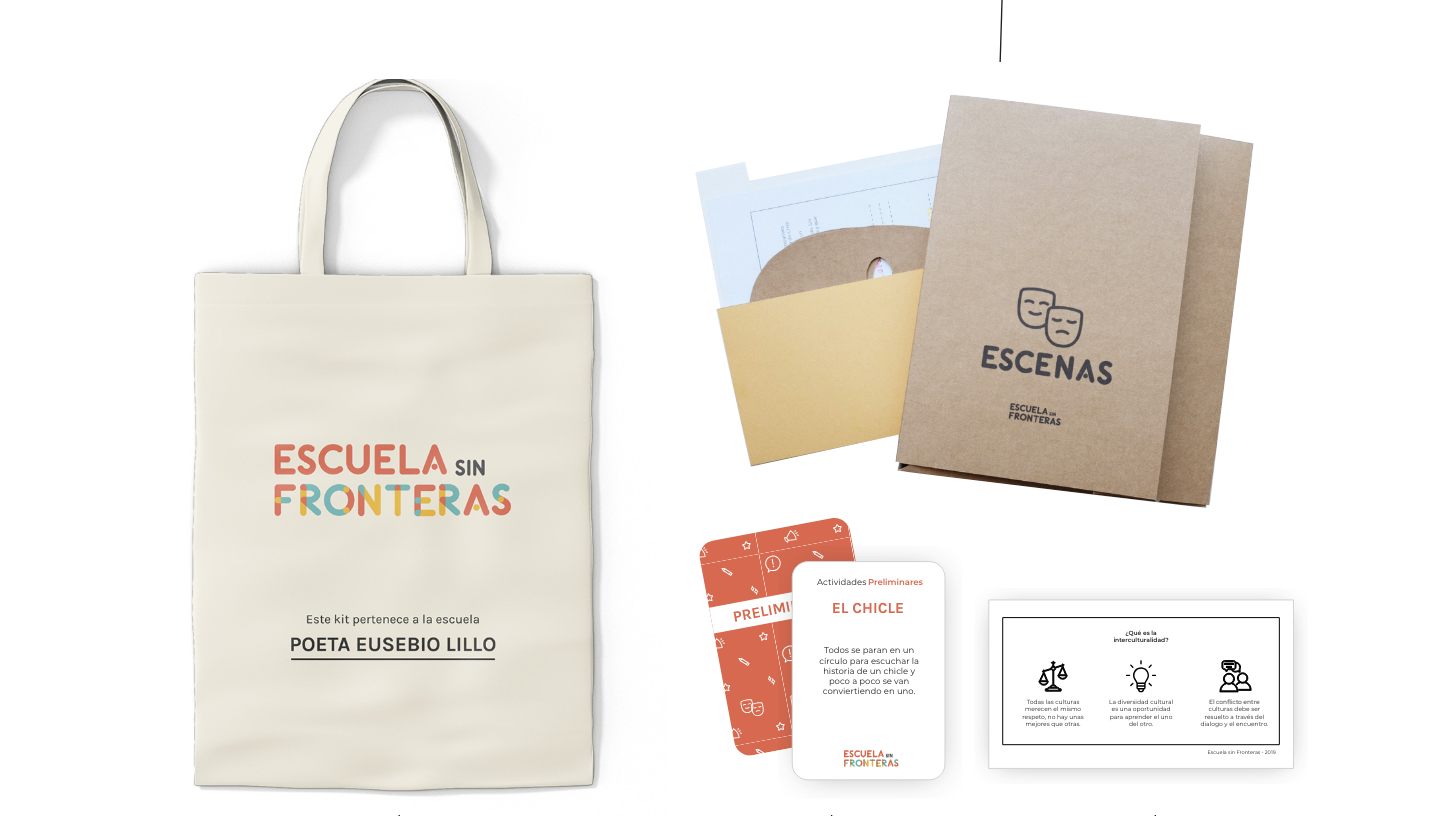 ESCUELA SIN
FRONTERAS
Este kit pertenece a la escuela
POETA EUSEBIO LILLO
ESCENAS
ESCUELA SIN
FRONTERAS
PRELIMI
Actividades Preliminares
EL CHICLE
Todos se paran en un
círculo para escuchar la
historia de un chicle y
poco a poco se van
conviertiendo en uno.
ESCUELA SIN
FRONTERAS
¿Qué es la
interculturalidad?
Todas las culturas
merecen el mismo
respeto, no hay unas
mejores que otras.
La diversidad cultural
es una oportunidad
para aprender el uno
del otro.
El conflicto entre
culturas debe ser
resuelto a través del
dialogo y el encuentro.
Escuela sin Fronteras - 2019